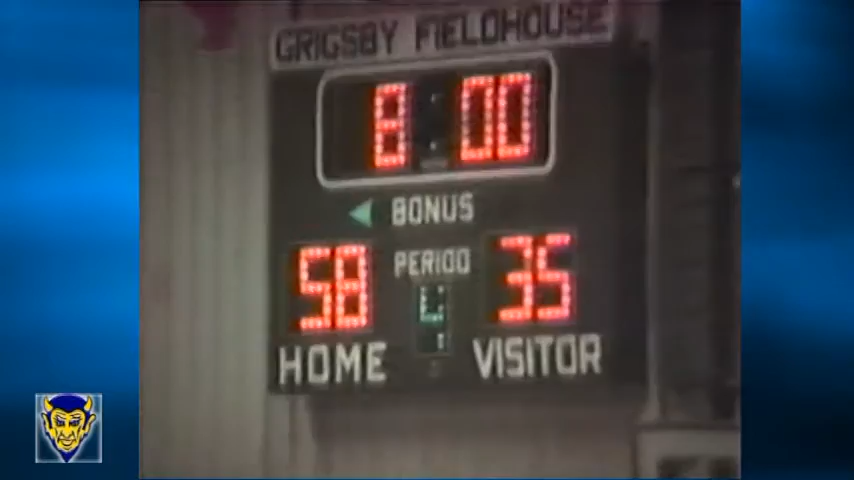 GRIGSBY FIELDHOUSE
8:00
BONUS
58 PERIOD 35
4
HOME VISITOR